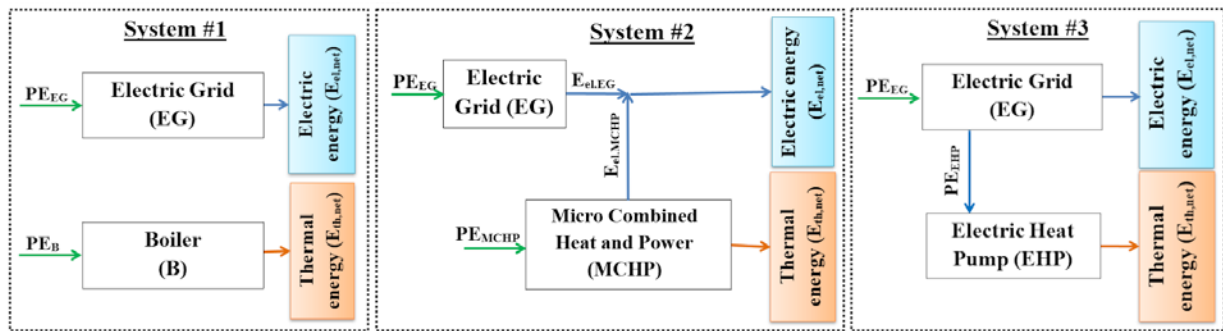 System #1
PE_EG
Electric Grid
(EG)
Electric
energy (E_el,net)
PE_B
Boiler
(B)
Thermal
energy (E_th,net)
System #2
PE_EG
Electric
Grid (EG)
E_el,EG
E_el,MCHP
Electric energy
(E_el,net)
PE_MCHP
Micro Combined
Heat and Power
(MCHP)
Thermal
energy (E_th,net)
System #3
PE_EG
Electric Grid
(EG)
Electric
energy (E_el,net)
PE_EHP
Electric Heat
Pump (EHP)
Thermal
energy (E_th,net)